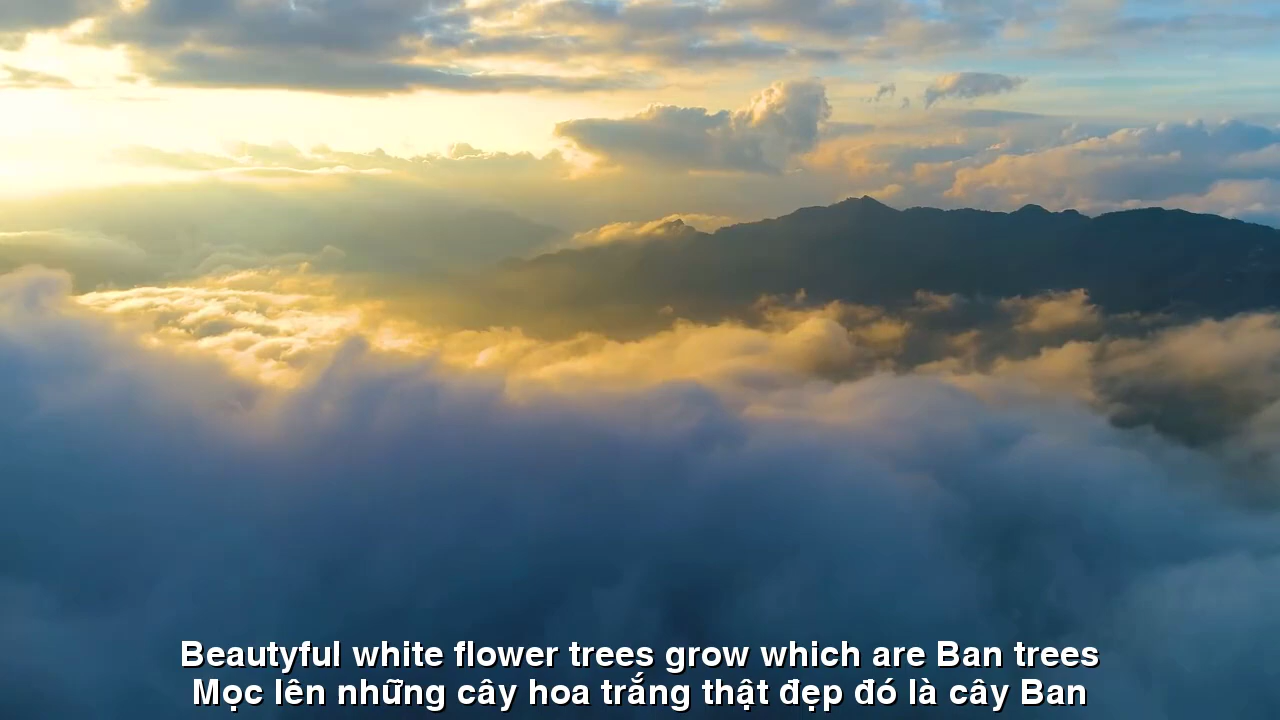 Beautyful white flower trees grow which are Ban trees
Mọc lên những cây hoa trắng thật đẹp đó là cây Ban